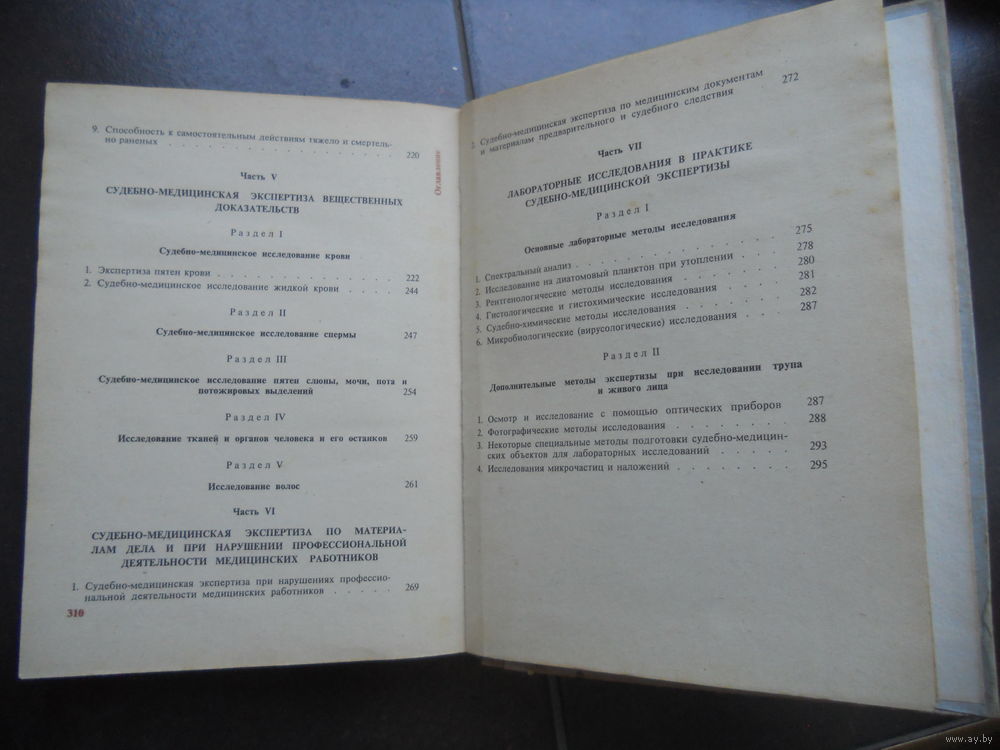 9. Способность к самостоятельным действиям тяжело и смертель-
но раненых . . . . . . . . . . . . . . . . 220
Оглавление
Часть V
СУДЕБНО-МЕДИЦИНСКАЯ ЭКСПЕРТИЗА ВЕЩЕСТВЕННЫХ
ДОКАЗАТЕЛЬСТВ
Раздел I
Судебно-медицинское исследование крови
1. Экспертиза пятен крови . . . . . . . . . . . . . 222
2. Судебно-медицинское исследование жидкой крови . . . . . 244
Раздел II
Судебно-медицинское исследование спермы 247
Раздел III
Судебно-медицинское исследование пятен слюны, мочи, пота и
потожировых выделений 254
Раздел IV
Исследование тканей и органов человека и его останков 259
Раздел V
Исследование волос 261
Часть VI
СУДЕБНО-МЕДИЦИНСКАЯ ЭКСПЕРТИЗА ПО МАТЕРИА-
ЛАМ ДЕЛА И ПРИ НАРУШЕНИИ ПРОФЕССИОНАЛЬНОЙ
ДЕЯТЕЛЬНОСТИ МЕДИЦИНСКИХ РАБОТНИКОВ
1. Судебно-медицинская экспертиза при нарушениях професси-
нальной деятельности медицинских работников . . . . . 269
310
2. Судебно-медицинская экспертиза по медицинским документам
и материалам предварительного и судебного следствия 272
Часть VII
ЛАБОРАТОРНЫЕ ИССЛЕДОВАНИЯ В ПРАКТИКЕ
СУДЕБНО-МЕДИЦИНСКОЙ ЭКСПЕРТИЗЫ
Раздел I
Основные лабораторные методы исследования
1. Спектральный анализ . . . . . . . . . . . . . 275
2. Исследование на диатомовый планктон при утоплении . . . 278
3. Рентгенологические методы исследования . . . . . . . 280
4. Гистологические и гистохимические исследования . . . . 281
5. Судебно-химические методы исследования . . . . . . . 282
6. Микробиологические (вирусологические) исследования . . . 287
Раздел II
Дополнительные методы экспертизы при исследовании трупа
и живого лица
1. Осмотр и исследование с помощью оптических приборов 287
2. Фотографические методы исследования . . . . . . . 288
3. Некоторые специальные методы подготовки судебно-медицин-
ских объектов для лабораторных исследований . . . . . 293
4. Исследования микрочастиц и наложений . . . . . . . 295
www.ay.by